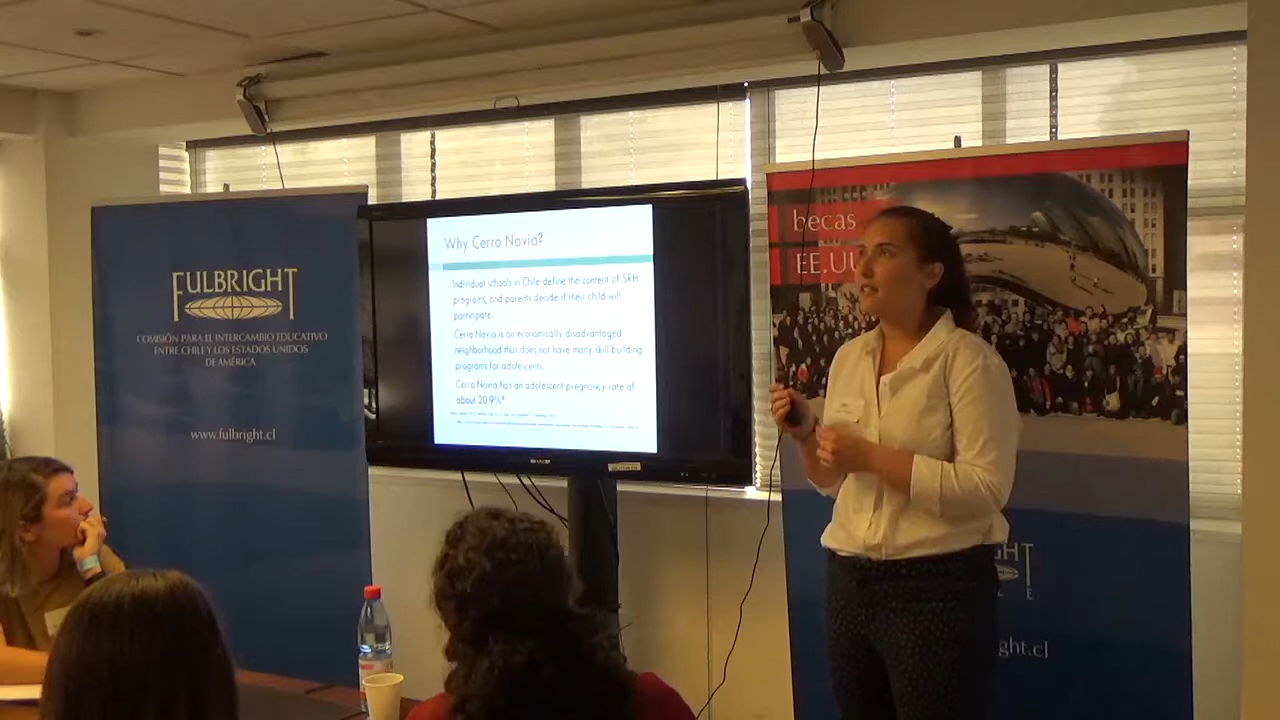 FULBRIGHT
COMISIÓN PARA EL INTERCAMBIO EDUCATIVO
ENTRE CHILE Y LOS ESTADOS UNIDOS
DE AMÉRICA
www.fulbright.cl
Why Cerro Navia?
Individual schools in Chile define the content of SRH
programs, and parents decide if their child will
participate.
Cerro Navia is an economically disadvantaged
neighborhood that does not have many skill building
programs for adolescents.
Cerro Navia has an adolescent pregnancy rate at
about 20.9%
SHARP
becas
EE.UU
GHT
E
ght.cl